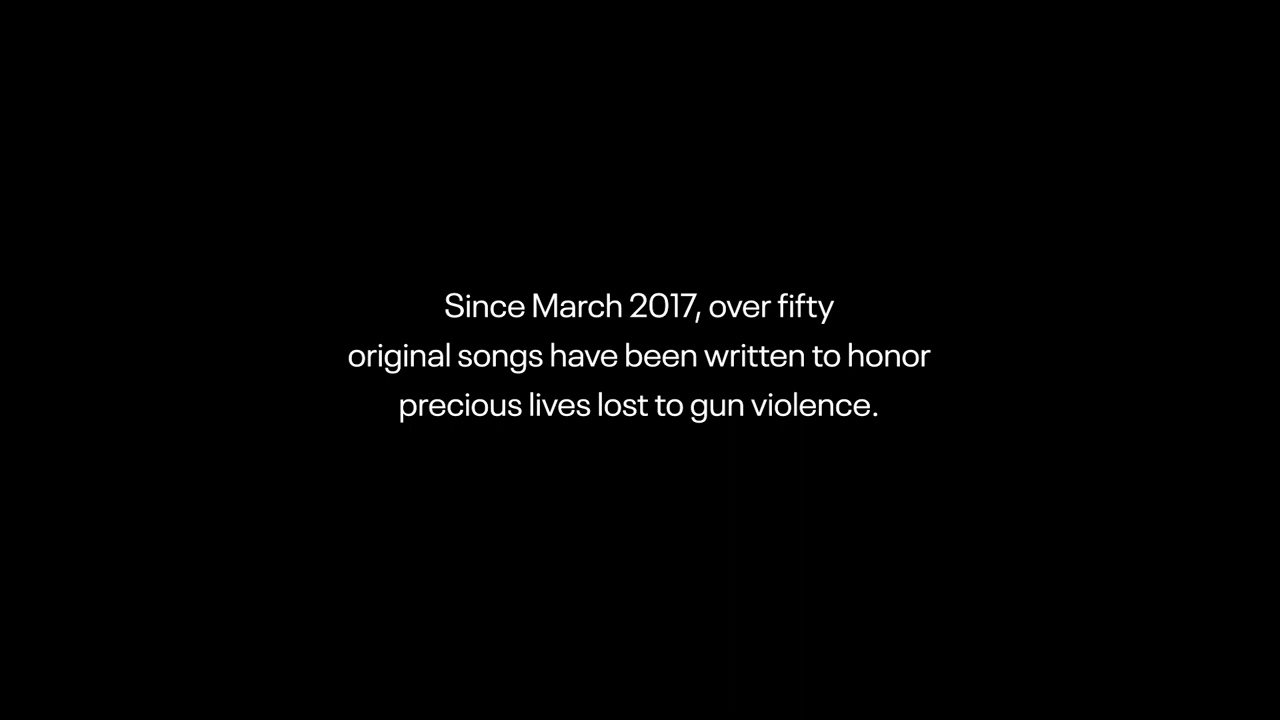 Since March 2017, over fifty
original songs have been written to honor
precious lives lost to gun violence.